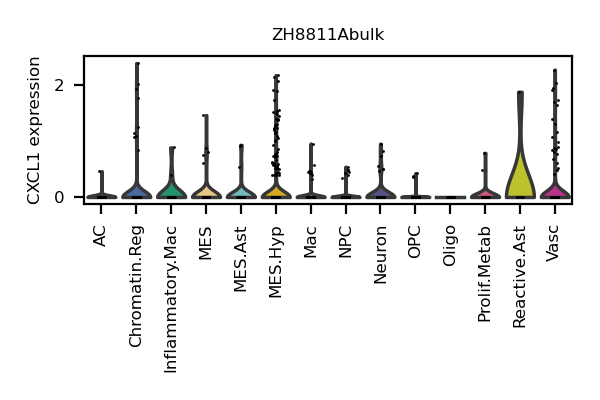 ZH8811Abulk
CXCL1 expression
2
0
AC
Chromatin.Reg
Inflammatory.Mac
MES
MES.Ast
MES.Hyp
Mac
NPC
Neuron
OPC
Oligo
Prolif.Metab
Reactive.Ast
Vasc